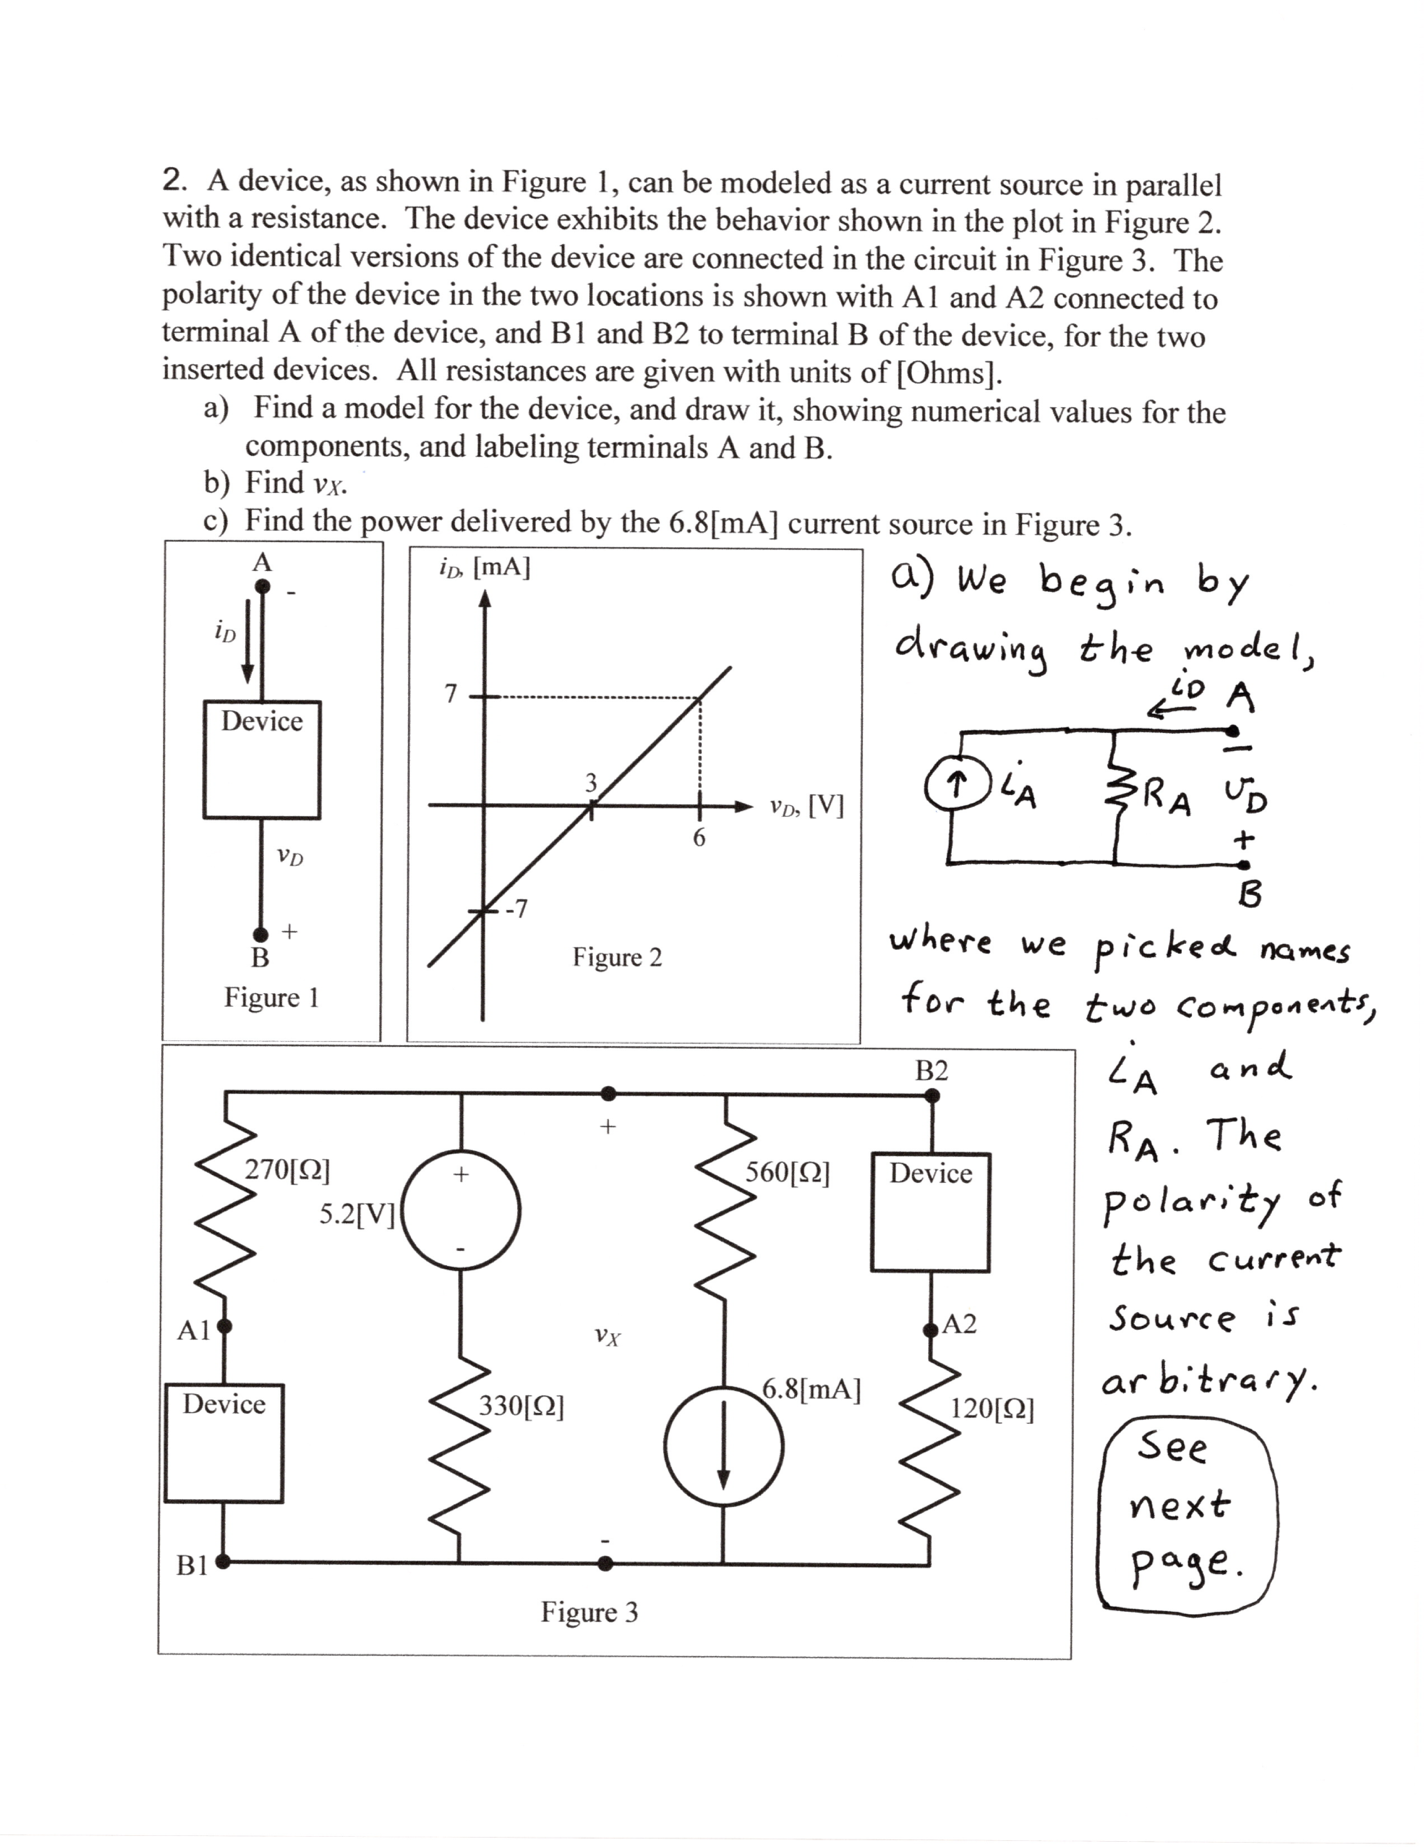 2. A device, as shown in Figure 1, can be modeled as a current source in parallel
with a resistance. The device exhibits the behavior shown in the plot in Figure 2.
Two identical versions of the device are connected in the circuit in Figure 3. The
polarity of the device in the two locations is shown with A1 and A2 connected to
terminal A of the device, and B1 and B2 to terminal B of the device, for the two
inserted devices. All resistances are given with units of [Ohms].
a) Find a model for the device, and draw it, showing numerical values for the
components, and labeling terminals A and B.
b) Find vX.
c) Find the power delivered by the 6.8[mA] current source in Figure 3.
A
-
iD
Device
vD
+
B
Figure 1
iD, [mA]
7
3
vD, [V]
6
-7
Figure 2
a) We begin by
drawing the model,
iD A
-
iA RA vD
+
B
where we picked names
for the two components,
iA and
RA. The
polarity of
the current
source is
arbitrary.
See
next
page.
B2
+
270[Ω]
+
560[Ω]
Device
5.2[V]
-
A1
vX
A2
Device
330[Ω]
6.8[mA]
120[Ω]
-
B1
Figure 3